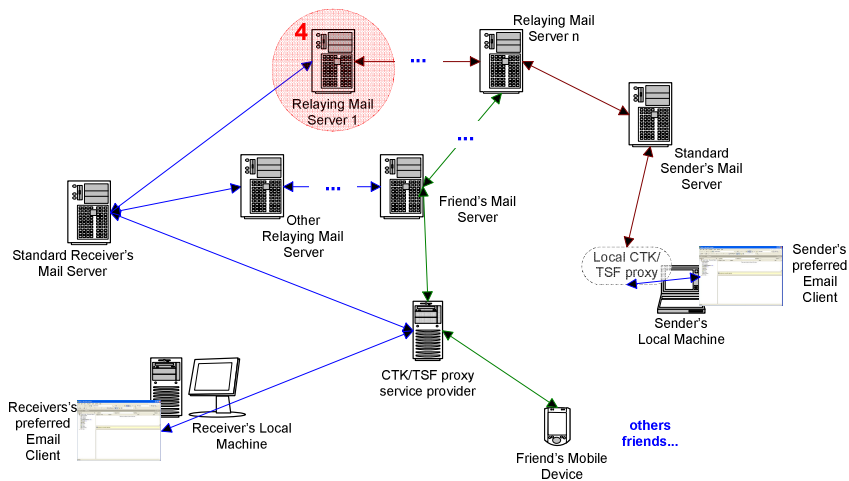 4
Relaying Mail
Server 1
...
Relaying Mail
Server n
...
Standard
Sender's Mail
Server
Other
Relaying Mail
Server
...
Friend's Mail
Server
Standard Receiver's
Mail Server
Local CTK/
TSF proxy
Sender's
preferred
Email
Client
Sender's
Local Machine
CTK/TSF proxy
service provider
Receivers's
preferred
Email
Client
Receiver's Local
Machine
Friend's Mobile
Device
others
friends...